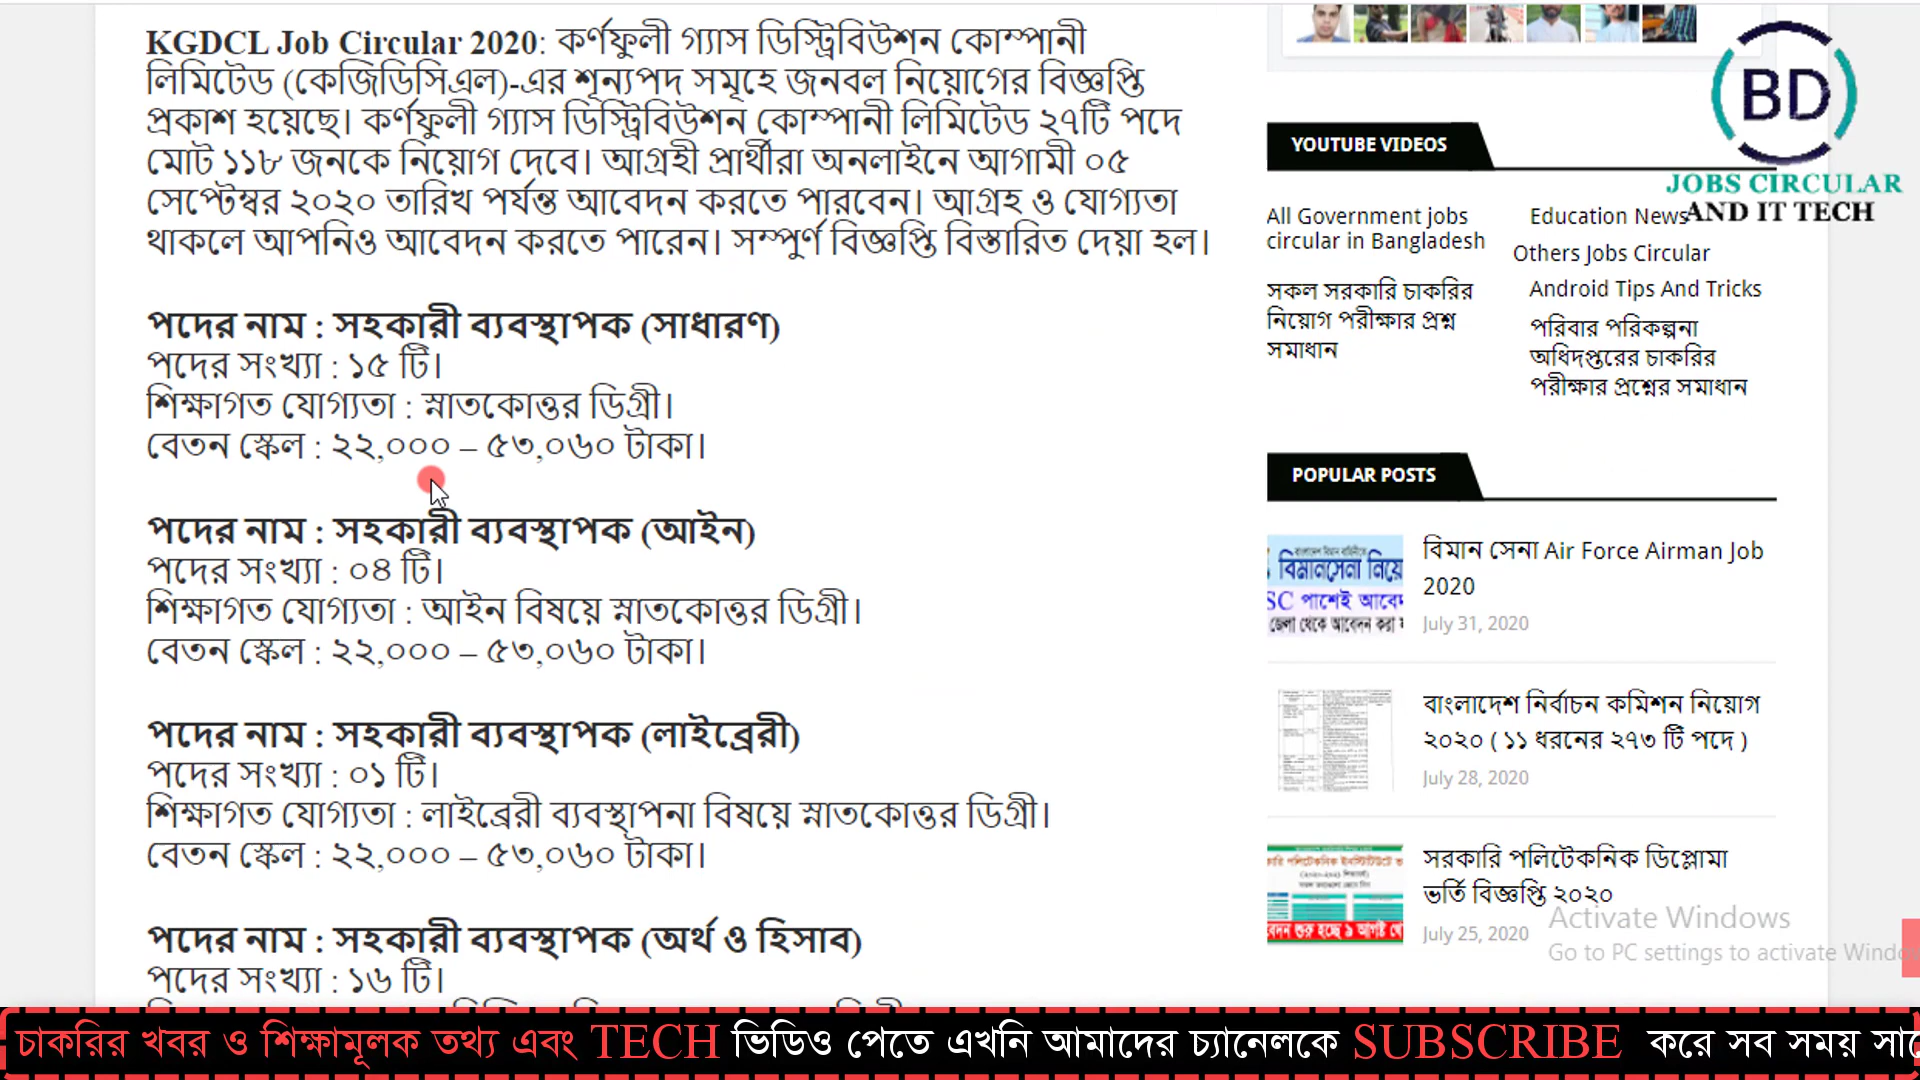 KGDCL Job Circular 2020: কর্ণফুলী গ্যাস ডিস্ট্রিবিউশন কোম্পানী
লিমিটেড (কেজিডিসিএল)-এর শূন্যপদ সমূহে জনবল নিয়োগের বিজ্ঞপ্তি
প্রকাশ হয়েছে। কর্ণফুলী গ্যাস ডিস্ট্রিবিউশন কোম্পানী লিমিটেড ২৭টি পদে
মোট ১১৮ জনকে নিয়োগ দেবে। আগ্রহী প্রার্থীরা অনলাইনে আগামী ০৫
সেপ্টেম্বর ২০২০ তারিখ পর্যন্ত আবেদন করতে পারবেন। আগ্রহ ও যোগ্যতা
থাকলে আপনিও আবেদন করতে পারেন। সম্পুর্ণ বিজ্ঞপ্তি বিস্তারিত দেয়া হল।
পদের নাম : সহকারী ব্যবস্থাপক (সাধারণ)
পদের সংখ্যা : ১৫ টি।
শিক্ষাগত যোগ্যতা : স্নাতকোত্তর ডিগ্রী।
বেতন স্কেল : ২২,০০০ – ৫৩,০৬০ টাকা।
পদের নাম : সহকারী ব্যবস্থাপক (আইন)
পদের সংখ্যা : ০৪ টি।
শিক্ষাগত যোগ্যতা : আইন বিষয়ে স্নাতকোত্তর ডিগ্রী।
বেতন স্কেল : ২২,০০০ – ৫৩,০৬০ টাকা।
পদের নাম : সহকারী ব্যবস্থাপক (লাইব্রেরী)
পদের সংখ্যা : ০১ টি।
শিক্ষাগত যোগ্যতা : লাইব্রেরী ব্যবস্থাপনা বিষয়ে স্নাতকোত্তর ডিগ্রী।
বেতন স্কেল : ২২,০০০ – ৫৩,০৬০ টাকা।
পদের নাম : সহকারী ব্যবস্থাপক (অর্থ ও হিসাব)
পদের সংখ্যা : ১৬ টি।
BD
JOBS CIRCULAR
AND IT TECH
YOUTUBE VIDEOS
All Government jobs
circular in Bangladesh
সকল সরকারি চাকরির
নিয়োগ পরীক্ষার প্রশ্ন
সমাধান
Education News
Others Jobs Circular
Android Tips And Tricks
পরিবার পরিকল্পনা
অধিদপ্তরের চাকরির
পরীক্ষার প্রশ্নের সমাধান
POPULAR POSTS
বিমানসেনা নিয়ে
SC পাশেই আবেদ
জেলা থেকে আবেদন করা
বিমান সেনা Air Force Airman Job
2020
July 31, 2020
বাংলাদেশ নির্বাচন কমিশন নিয়োগ
২০২০ ( ১১ ধরনের ২৭৩ টি পদে )
July 28, 2020
সরকারি পলিটেকনিক ডিপ্লোমা
ভর্তি বিজ্ঞপ্তি ২০২০
July 25, 2020
Activate Windows
Go to PC settings to activate Windo
চাকরির খবর ও শিক্ষামূলক তথ্য এবং TECH ভিডিও পেতে এখনি আমাদের চ্যানেলকে SUBSCRIBE করে সব সময়